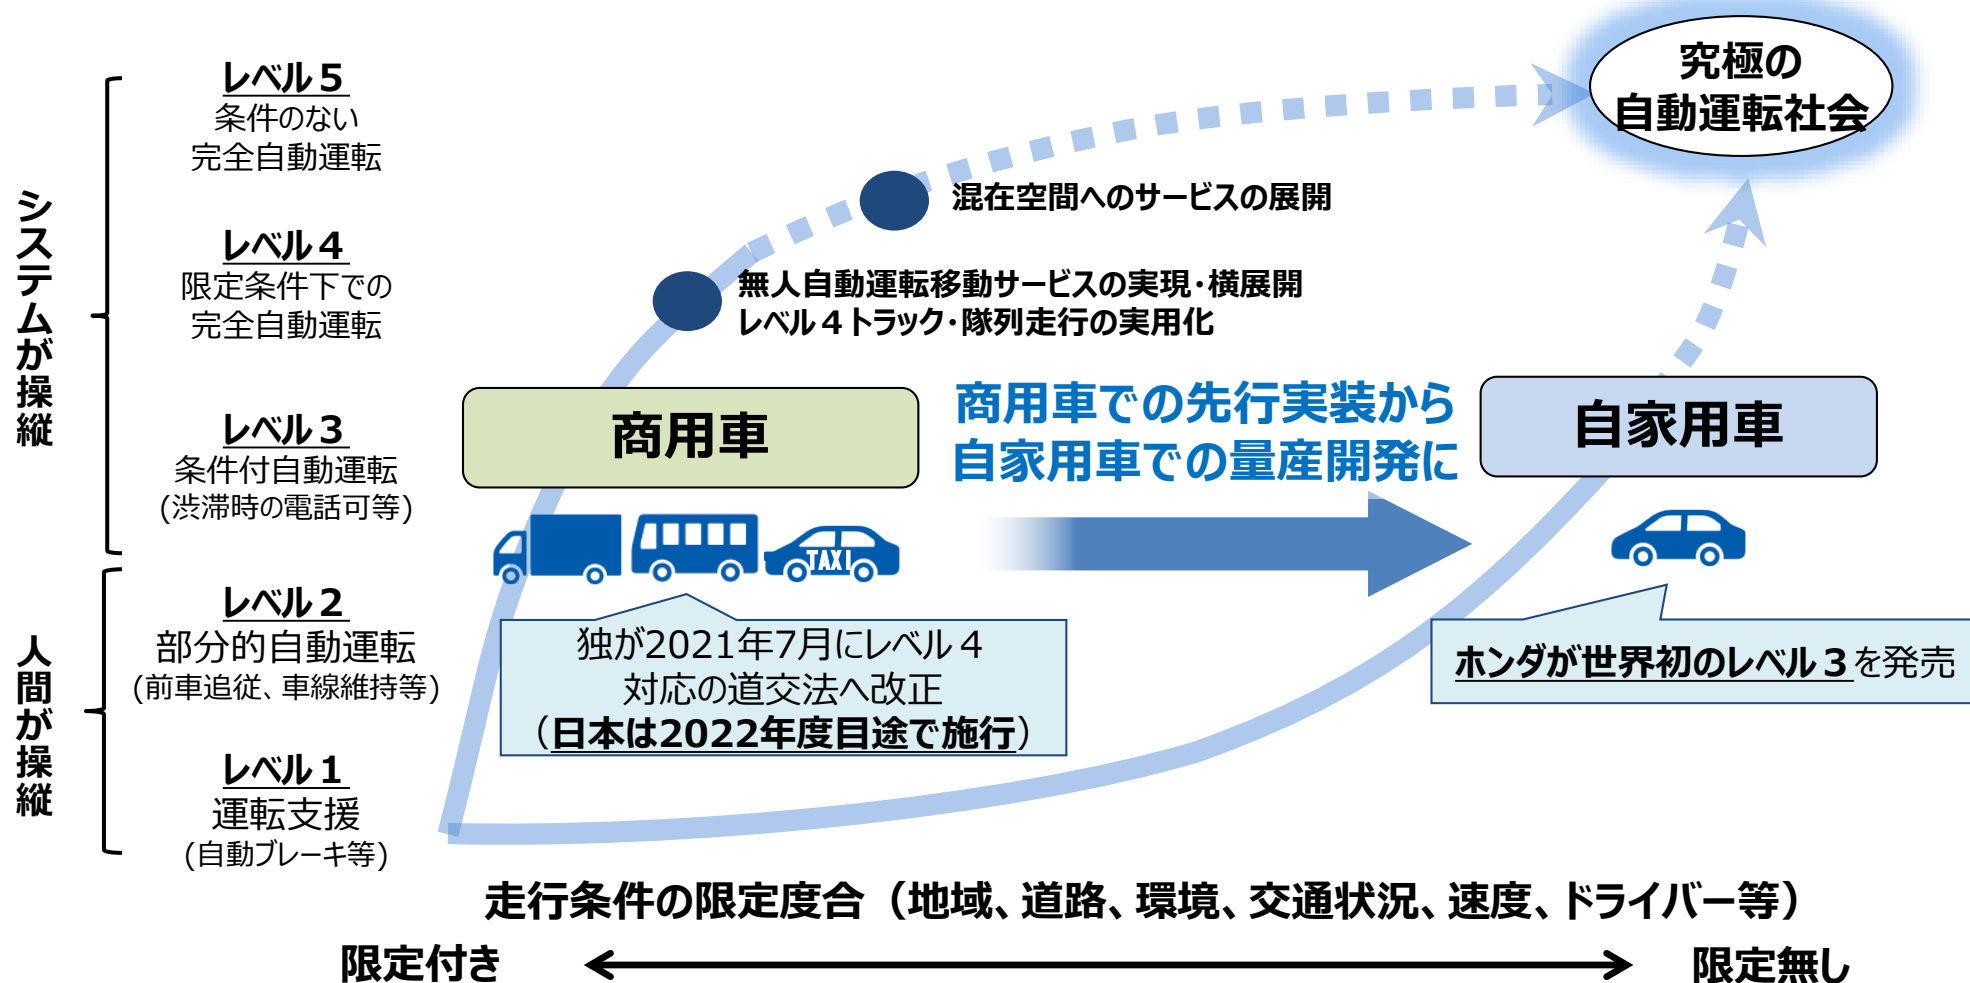 システムが操縦
レベル５
条件のない
完全自動運転
レベル４
限定条件下での
完全自動運転
レベル３
条件付自動運転
(渋滞時の電話可等)
人間が操縦
レベル２
部分的自動運転
(前車追従、車線維持等)
レベル１
運転支援
(自動ブレーキ等)
究極の
自動運転社会
混在空間へのサービスの展開
無人自動運転移動サービスの実現・横展開
レベル４トラック・隊列走行の実用化
商用車
商用車での先行実装から
自家用車での量産開発に
自家用車
TAXI
独が2021年7月にレベル４
対応の道交法へ改正
（日本は2022年度目途で施行）
ホンダが世界初のレベル３を発売
走行条件の限定度合（地域、道路、環境、交通状況、速度、ドライバー等）
限定付き
限定無し